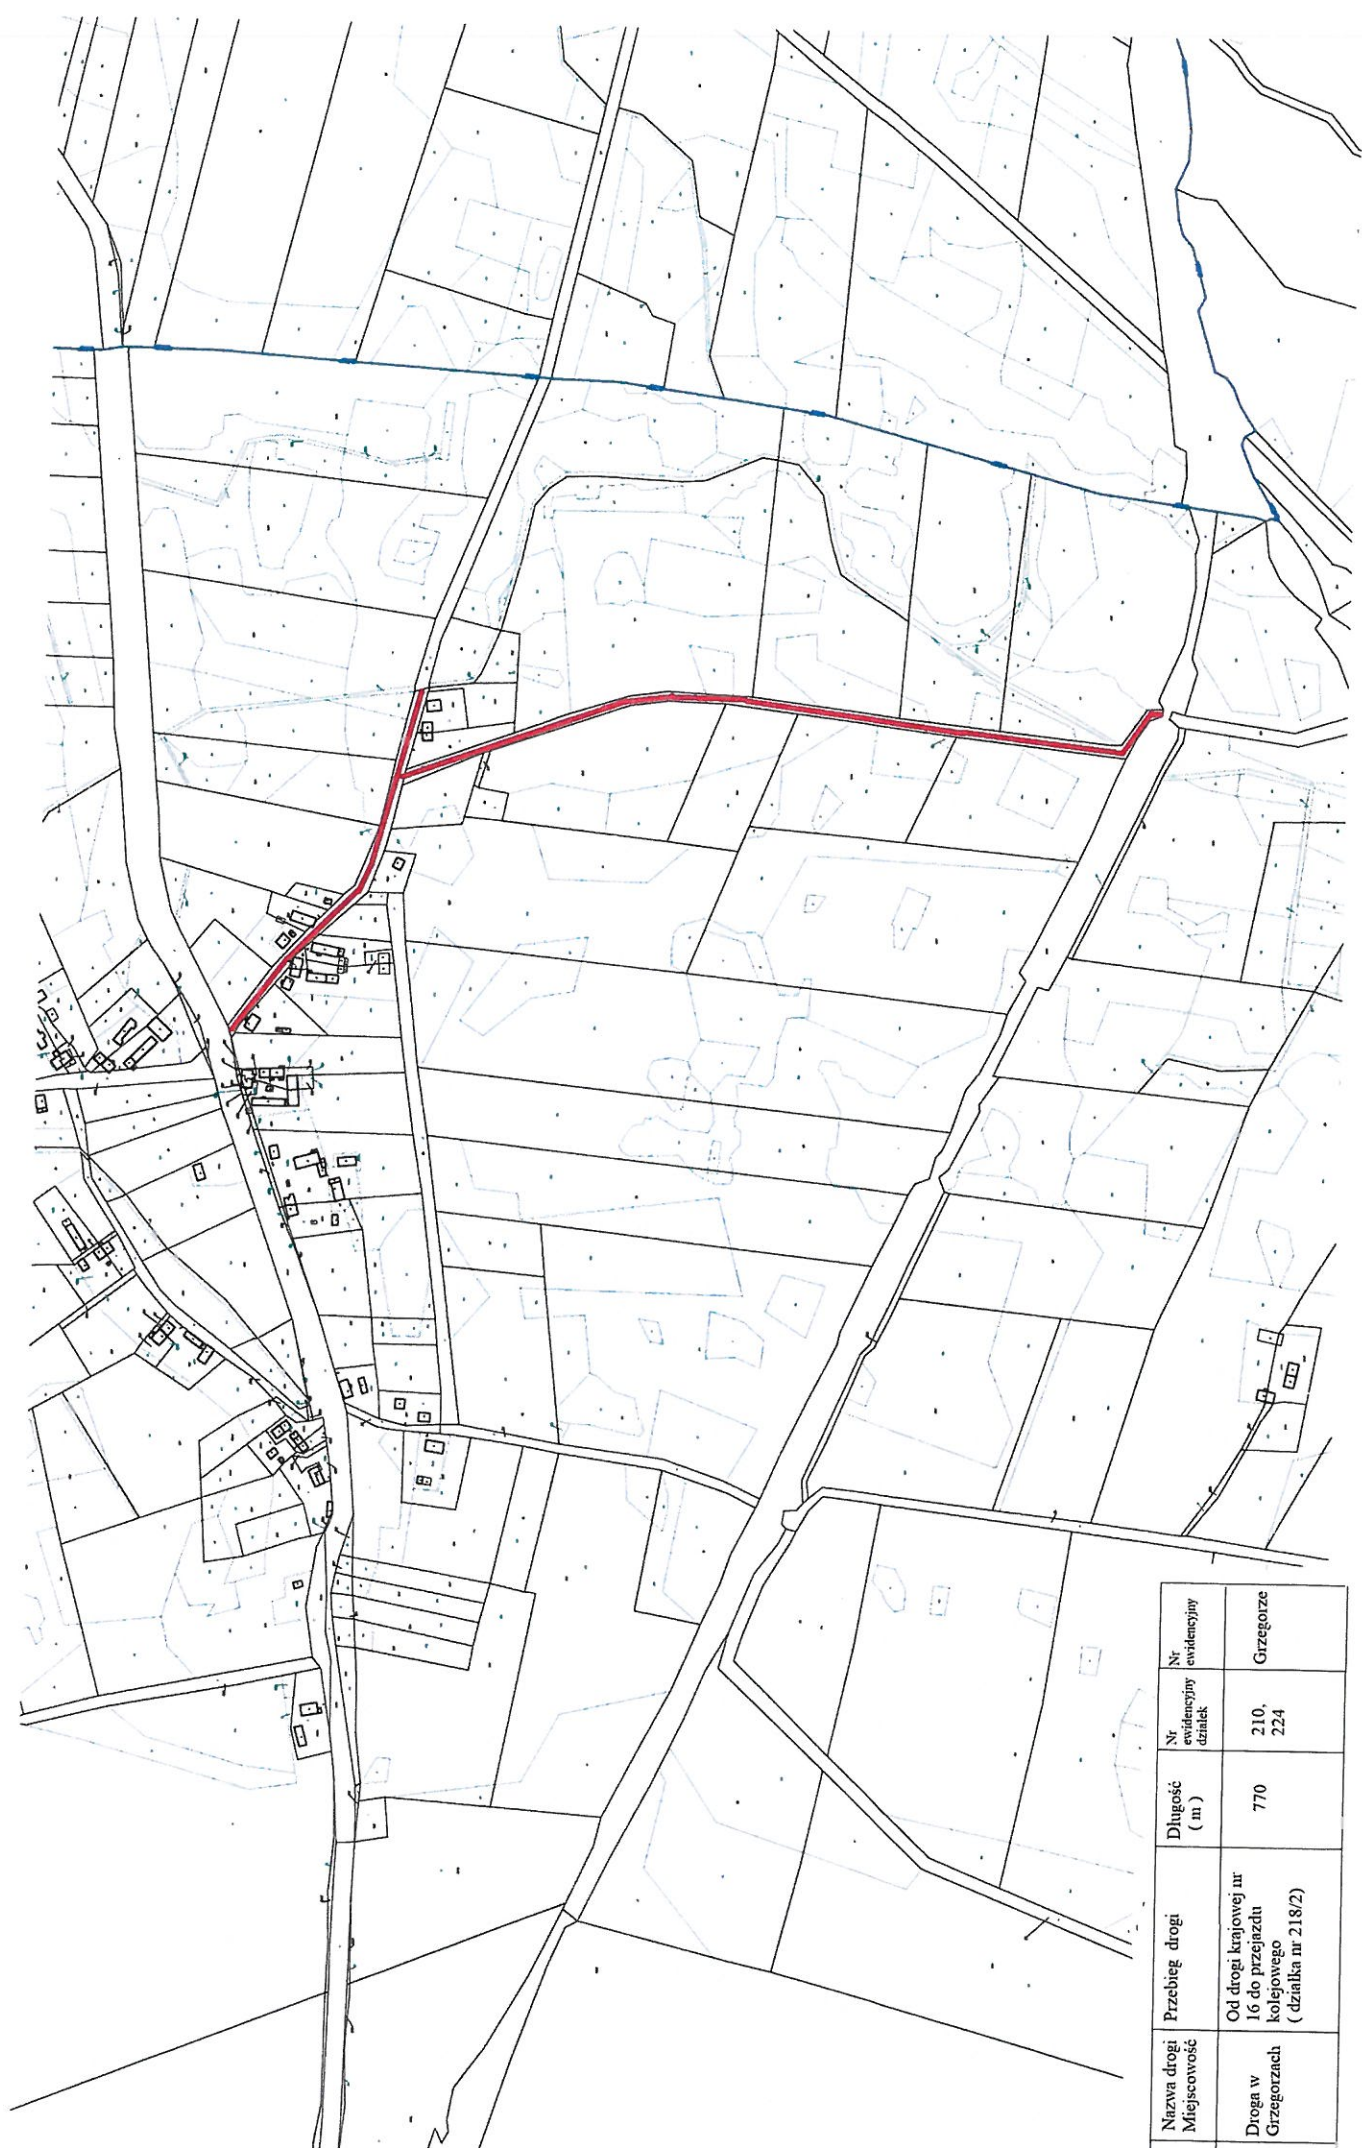 Nazwa drogi
Miejscowość
Przebieg drogi
Długość
( m )
Nr
ewidencyjny
działek
Nr
ewidencyjny
Droga w
Grzegorzach
Od drogi krajowej nr
16 do przejazdu
kolejowego
( działka nr 218/2)
770
210,
224
Grzegorze